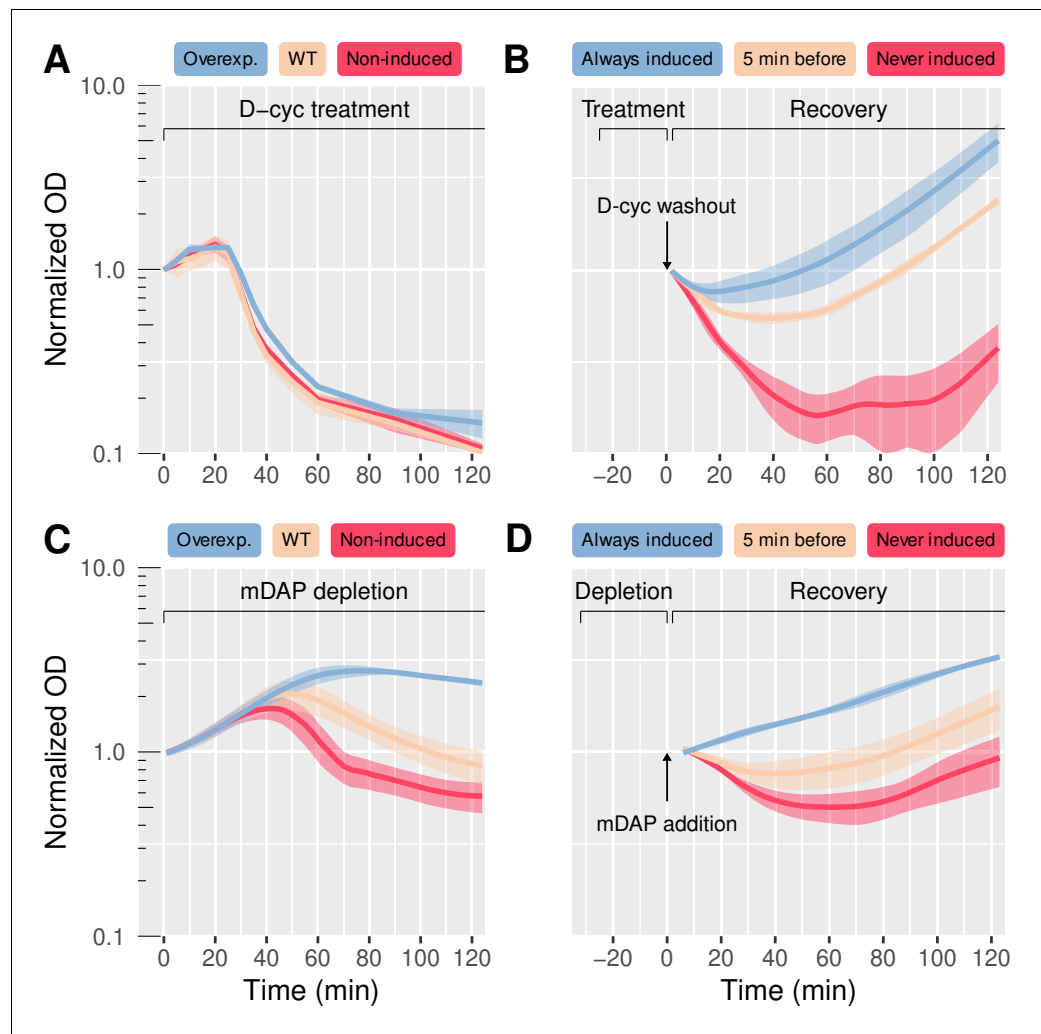 A
Overexp. WT Non-induced
10.0
D−cyc treatment
1.0
0.1
Normalized OD
0 20 40 60 80 100 120
B
Always induced 5 min before Never induced
Treatment Recovery
D-cyc washout
−20 0 20 40 60 80 100 120
C
Overexp. WT Non-induced
10.0
mDAP depletion
1.0
0.1
Normalized OD
0 20 40 60 80 100 120
Time (min)
D
Always induced 5 min before Never induced
Depletion Recovery
mDAP addition
−20 0 20 40 60 80 100 120
Time (min)